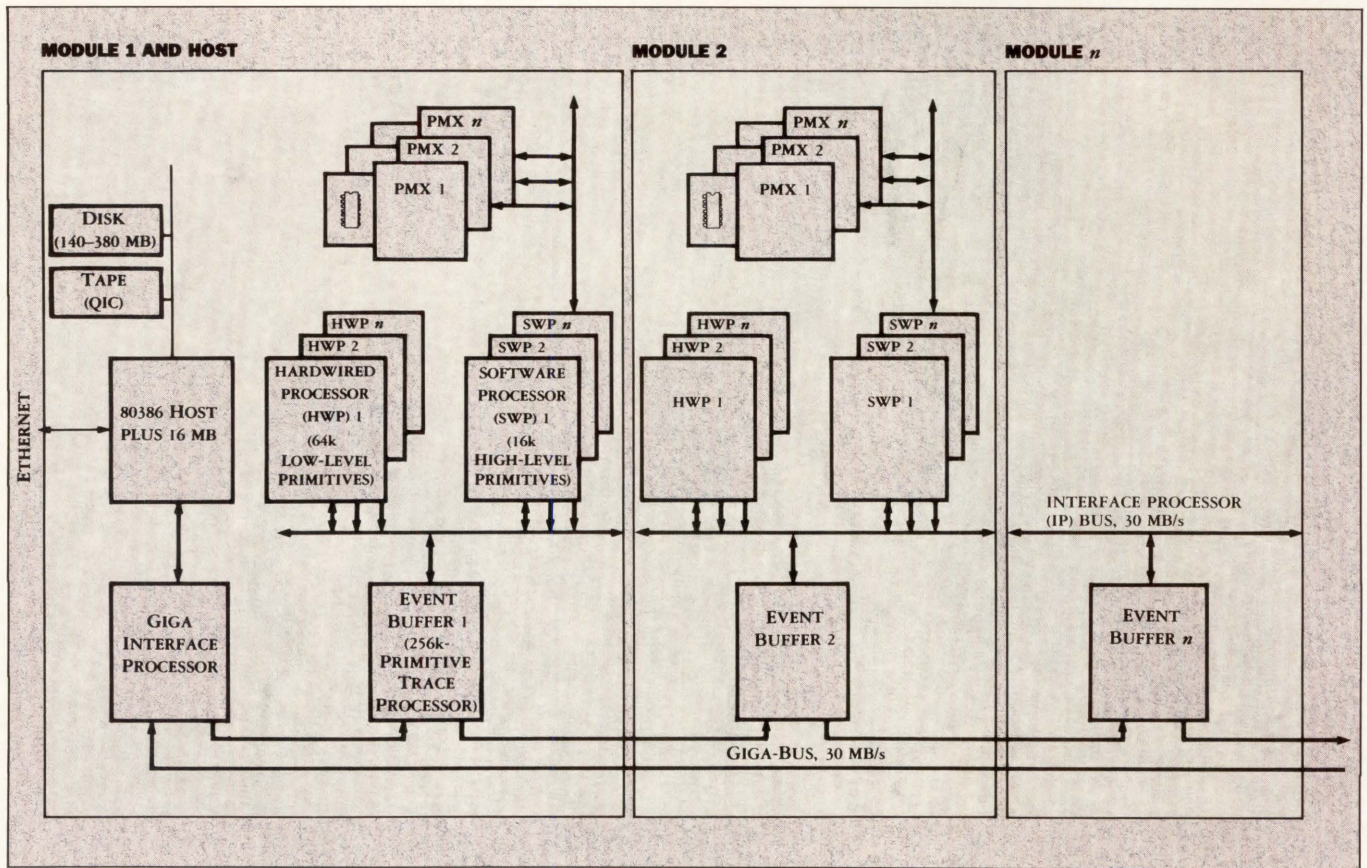 MODULE 1 AND HOST
PMX n
PMX 2
PMX 1
DISK
(140–380 MB)
TAPE
(QIC)
ETHERNET
80386 HOST
PLUS 16 MB
HWP n
HWP 2
HARDWIRED
PROCESSOR
(HWP) 1
(64k
LOW-LEVEL
PRIMITIVES)
SWP n
SWP 2
SOFTWARE
PROCESSOR
(SWP) 1
(16k
HIGH-LEVEL
PRIMITIVES)
GIGA
INTERFACE
PROCESSOR
EVENT
BUFFER 1
(256k-
PRIMITIVE
TRACE
PROCESSOR)
MODULE 2
PMX n
PMX 2
PMX 1
HWP n
HWP 2
HWP 1
SWP n
SWP 2
SWP 1
EVENT
BUFFER 2
GIGA-BUS, 30 MB/s
MODULE n
INTERFACE PROCESSOR
(IP) BUS, 30 MB/s
EVENT
BUFFER n